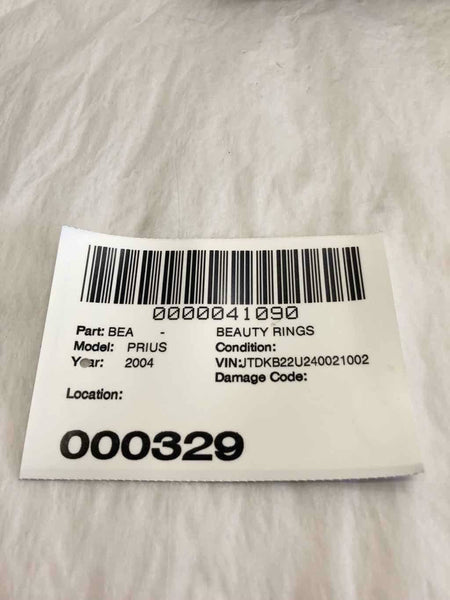 0000041090
Part: BEA - BEAUTY RINGS
Model: PRIUS Condition:
Year: 2004 VIN:JTDKB22U240021002
Damage Code:
Location:
000329